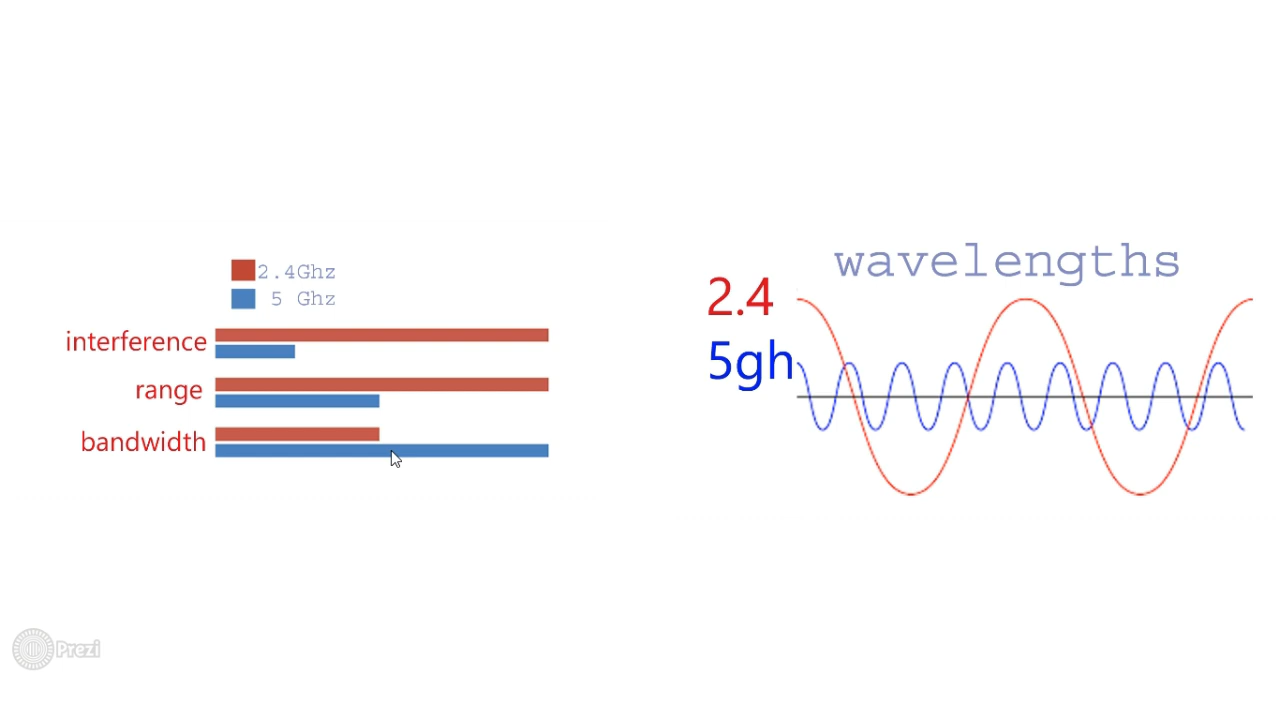 2.4Ghz
5 Ghz
interference
range
bandwidth
wavelengths
2.4
5gh
Prezi